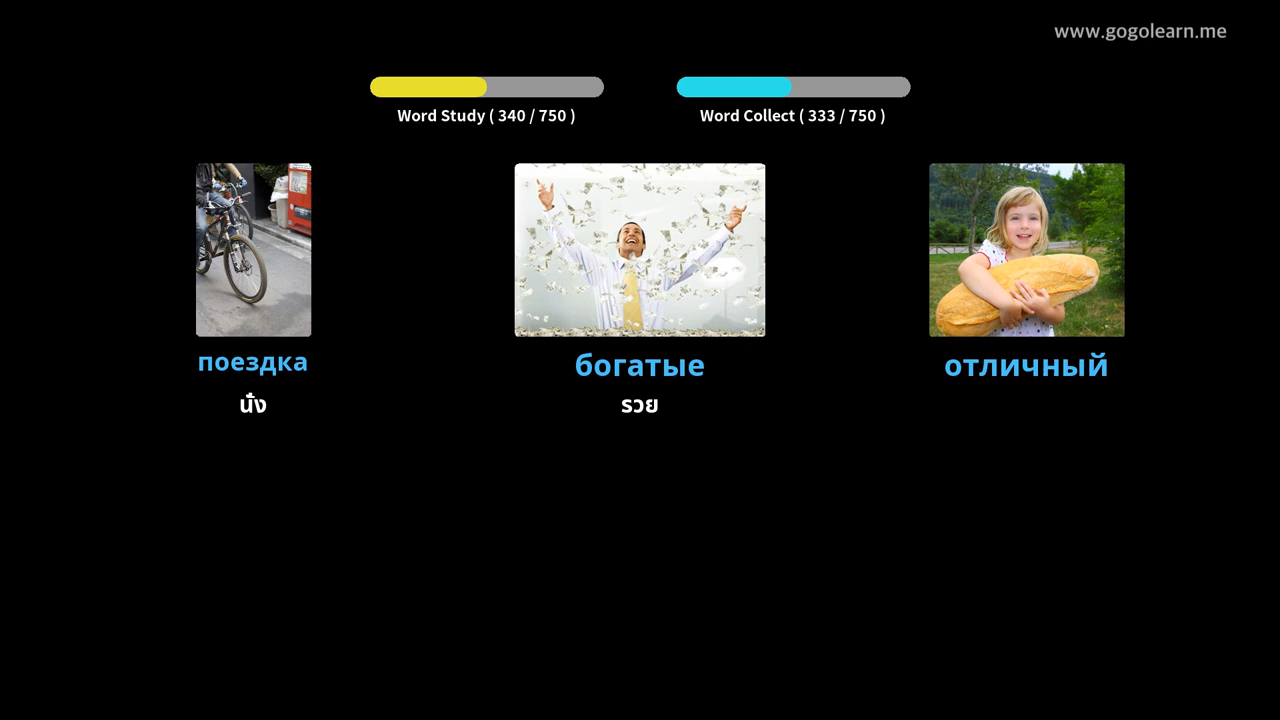 www.gogolearn.me
Word Study ( 340 / 750 )
Word Collect ( 333 / 750 )
поездка
богатые
отличный
นั่ง
รวย